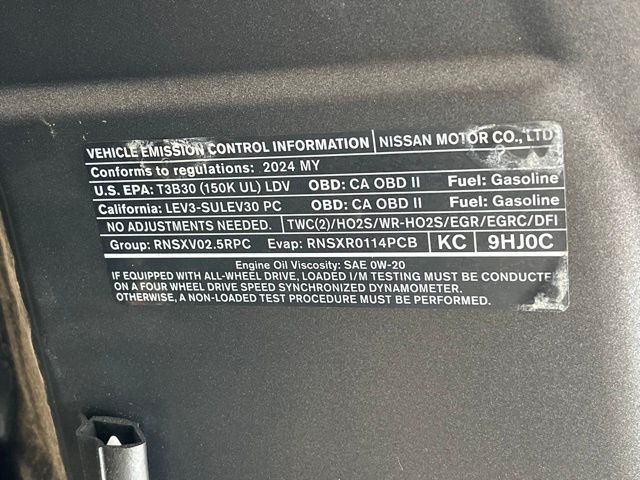 VEHICLE EMISSION CONTROL INFORMATION NISSAN MOTOR CO., LTD
Conforms to regulations: 2024 MY
U.S. EPA: T3B30 (150K UL) LDV OBD: CA OBD II Fuel: Gasoline
California: LEV3-SULEV30 PC OBD: CA OBD II Fuel: Gasoline
NO ADJUSTMENTS NEEDED. TWC(2)/HO2S/WR-HO2S/EGR/EGRC/DFI
Group: RNSXV02.5RPC Evap: RNSXR0114PCB KC 9HJ0C
Engine Oil Viscosity: SAE 0W-20
IF EQUIPPED WITH ALL-WHEEL DRIVE, LOADED I/M TESTING MUST BE CONDUCTE
ON A FOUR WHEEL DRIVE SPEED SYNCHRONIZED DYNAMOMETER.
OTHERWISE, A NON-LOADED TEST PROCEDURE MUST BE PERFORMED.